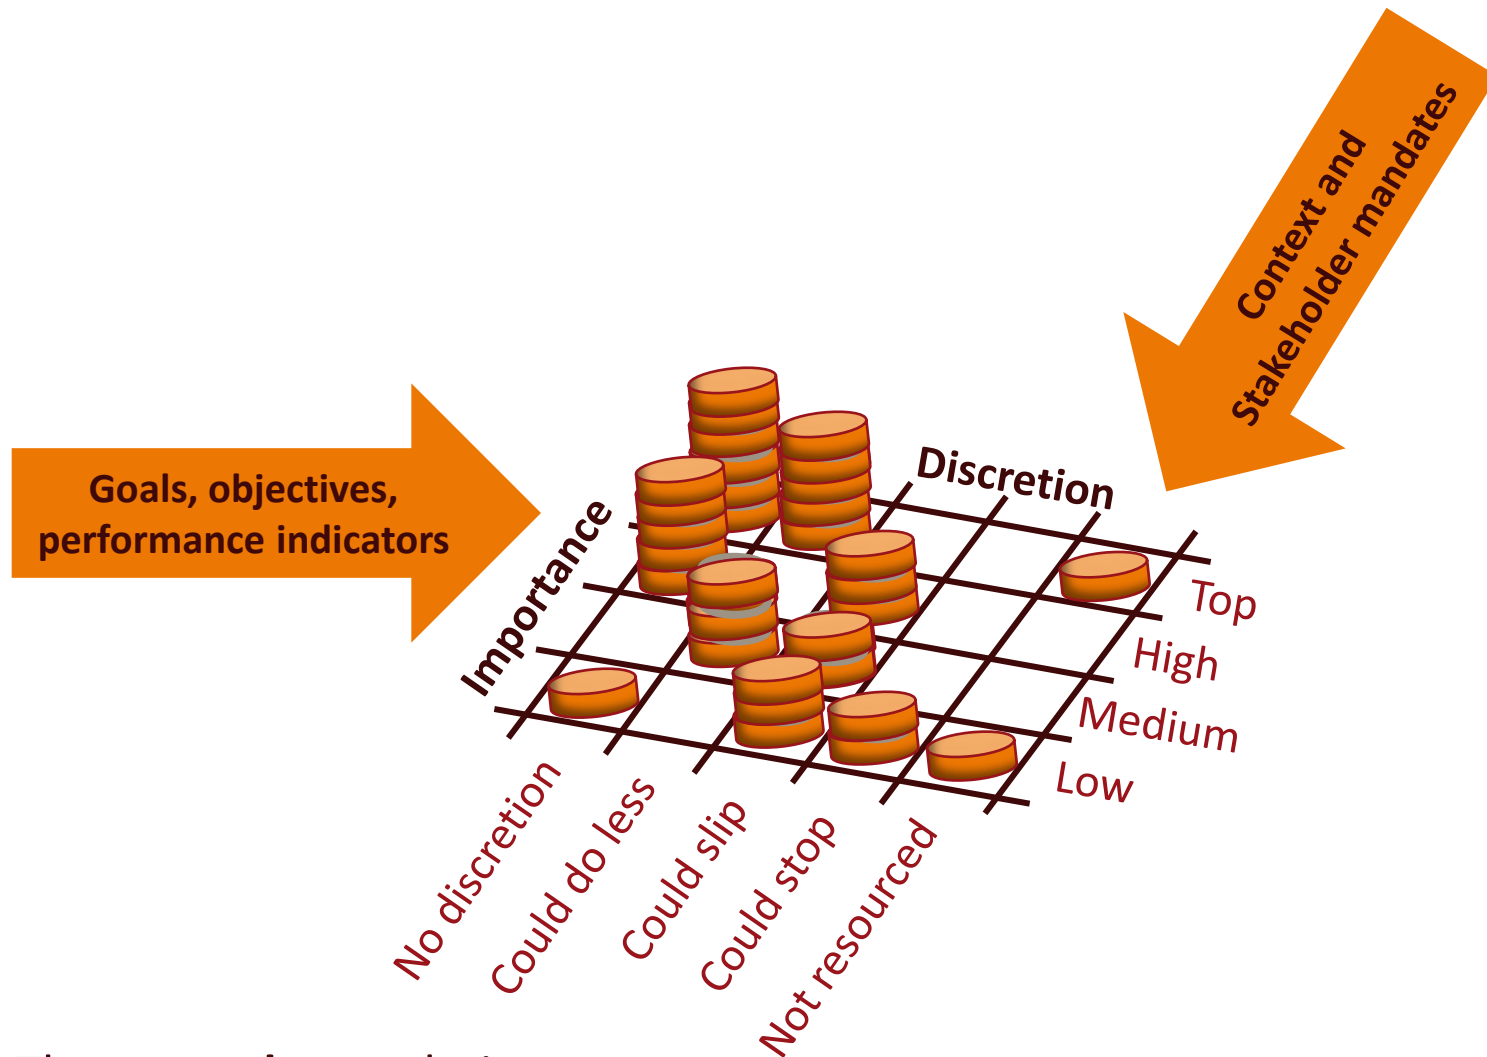 Context and
Stakeholder mandates
Goals, objectives,
performance indicators
Discretion
Importance
Top
High
Medium
Low
No discretion
Could do less
Could slip
Could stop
Not resourced